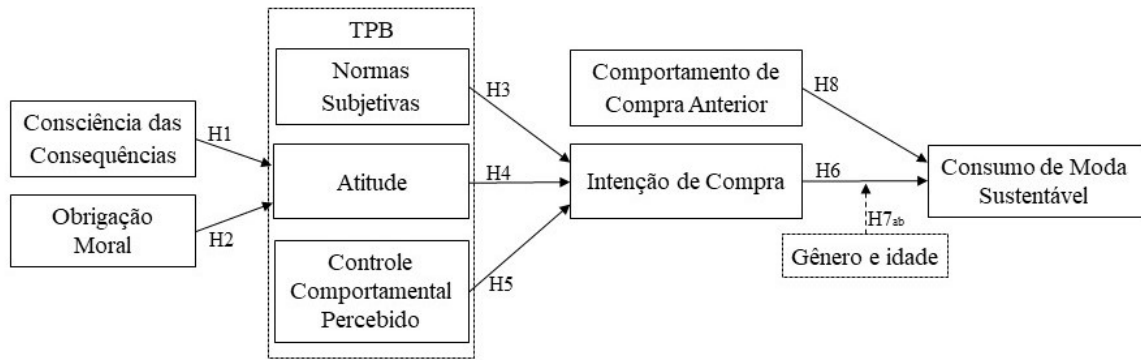 TPB
Normas
Subjetivas
H3
Comportamento de
Compra Anterior
H8
Consciência das
Consequências
H1
Atitude
H4
Intenção de Compra
H6
Consumo de Moda
Sustentável
Obrigação
Moral
H2
H7ab
Controle
Comportamental
Percebido
H5
Gênero e idade